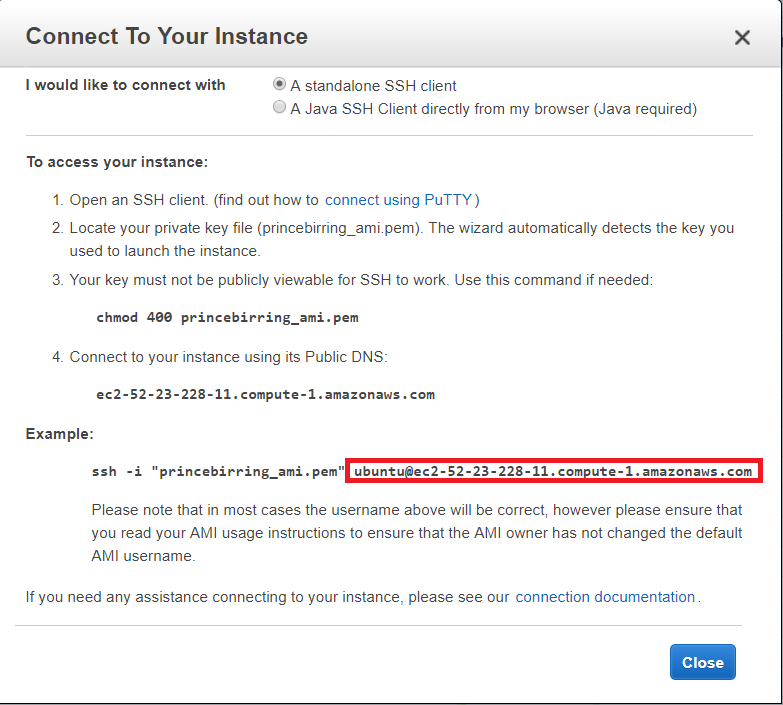 Connect To Your Instance
I would like to connect with
A standalone SSH client
A Java SSH Client directly from my browser (Java required)
To access your instance:
1. Open an SSH client. (find out how to connect using PuTTY)
2. Locate your private key file (princebirring_ami.pem). The wizard automatically detects the key you
used to launch the instance.
3. Your key must not be publicly viewable for SSH to work. Use this command if needed:
chmod 400 princebirring_ami.pem
4. Connect to your instance using its Public DNS:
ec2-52-23-228-11.compute-1.amazonaws.com
Example:
ssh -i "princebirring_ami.pem" ubuntu@ec2-52-23-228-11.compute-1.amazonaws.com
Please note that in most cases the username above will be correct, however please ensure that
you read your AMI usage instructions to ensure that the AMI owner has not changed the default
AMI username.
If you need any assistance connecting to your instance, please see our connection documentation.
Close